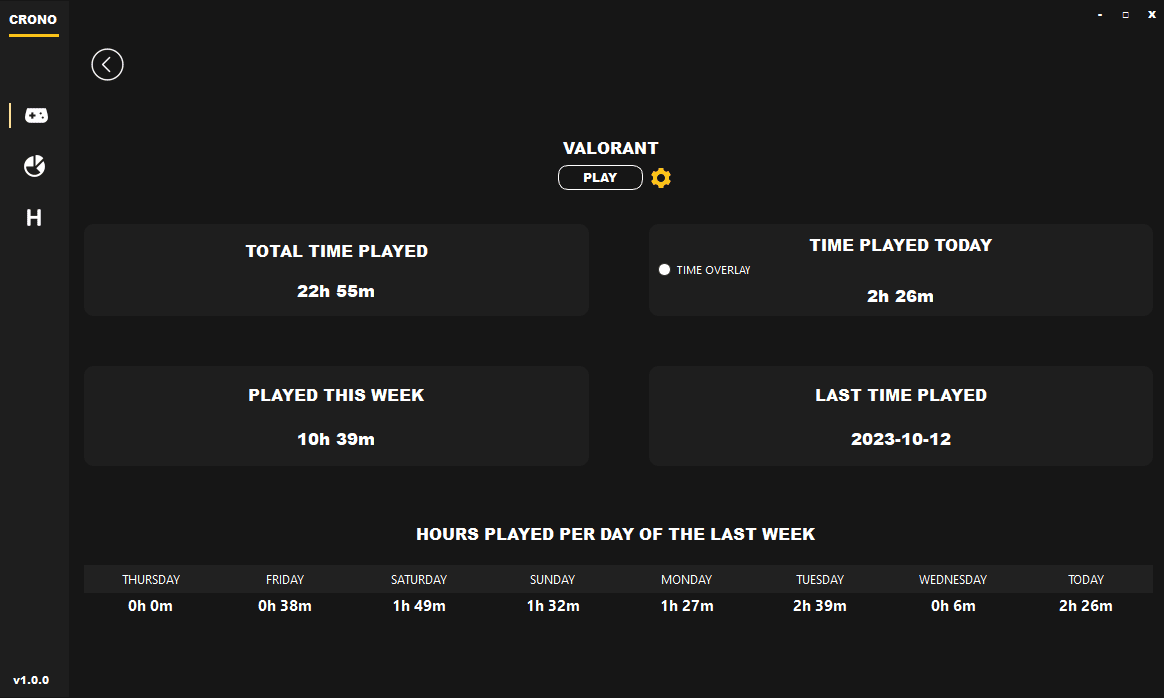 CRONO
- □ X
VALORANT
PLAY
TOTAL TIME PLAYED
22h 55m
TIME PLAYED TODAY
TIME OVERLAY
2h 26m
PLAYED THIS WEEK
10h 39m
LAST TIME PLAYED
2023-10-12
HOURS PLAYED PER DAY OF THE LAST WEEK
THURSDAY FRIDAY SATURDAY SUNDAY MONDAY TUESDAY WEDNESDAY TODAY
0h 0m 0h 38m 1h 49m 1h 32m 1h 27m 2h 39m 0h 6m 2h 26m
H
v1.0.0